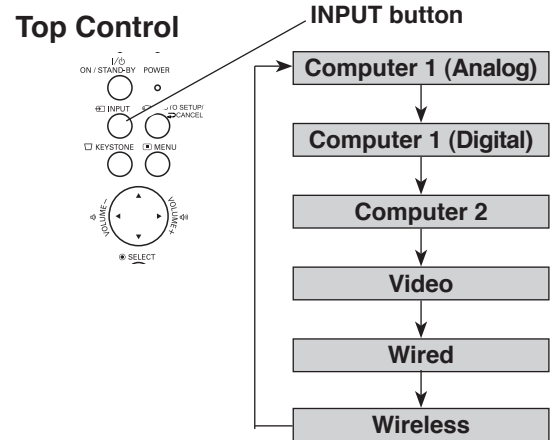 Top Control
INPUT button
I/
ON / STAND-BY POWER
INPUT
TO SETUP/
CANCEL
KEYSTONE
MENU
VOLUME−
VOLUME+
SELECT
Computer 1 (Analog)
Computer 1 (Digital)
Computer 2
Video
Wired
Wireless